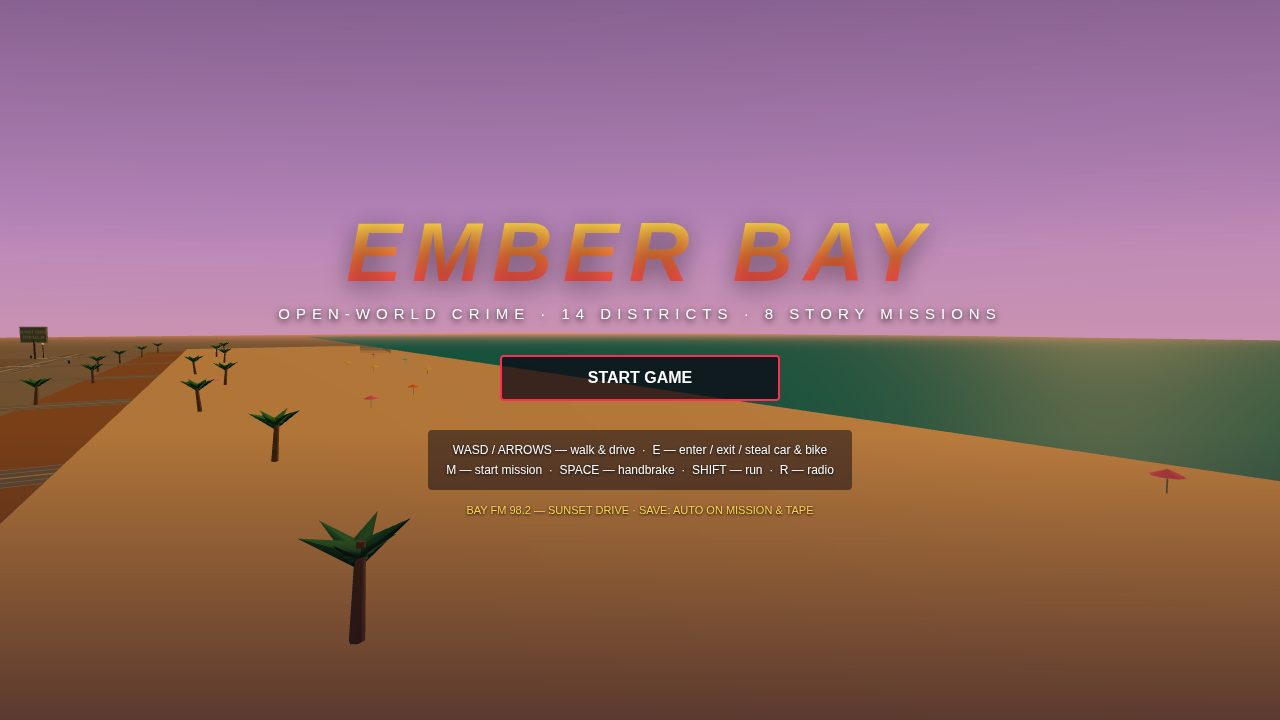 EMBER BAY
OPEN-WORLD CRIME · 14 DISTRICTS · 8 STORY MISSIONS
START GAME
WASD / ARROWS — walk & drive · E — enter / exit / steal car & bike
M — start mission · SPACE — handbrake · SHIFT — run · R — radio
BAY FM 98.2 — SUNSET DRIVE · SAVE: AUTO ON MISSION & TAPE